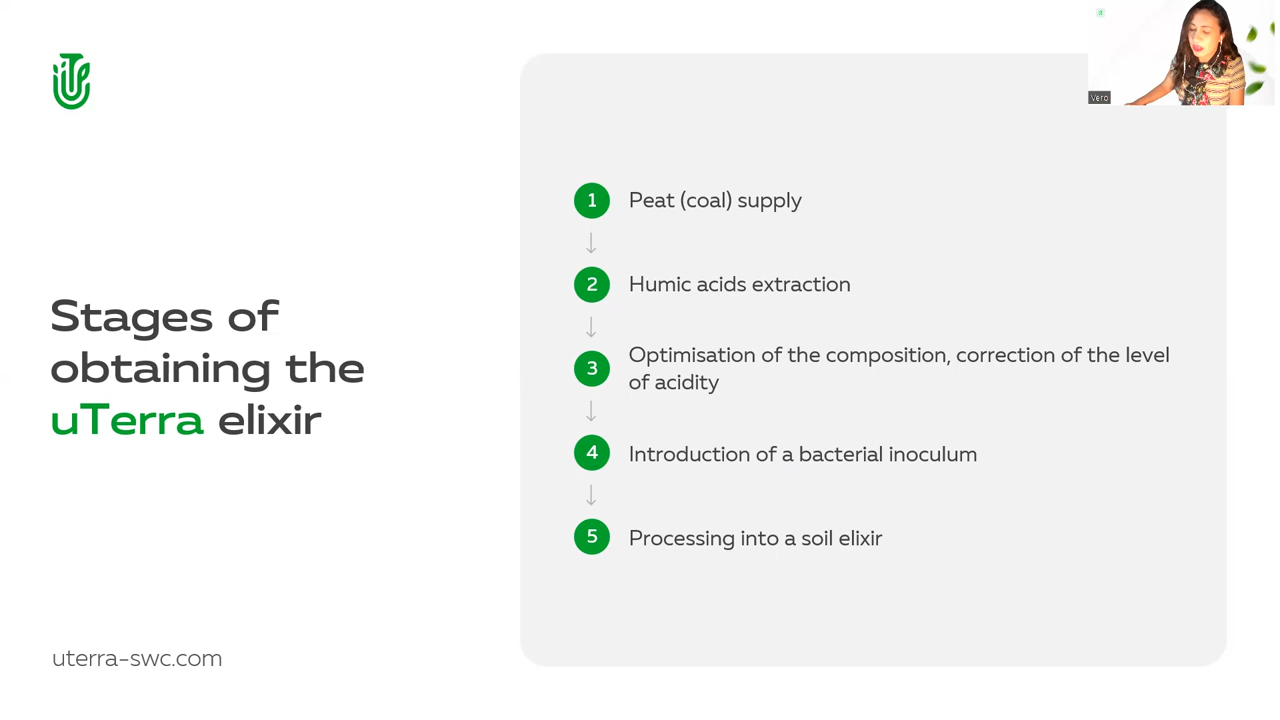 Stages of
obtaining the
uTerra elixir
uterra-swc.com
1 Peat (coal) supply
2 Humic acids extraction
3 Optimisation of the composition, correction of the level
of acidity
4 Introduction of a bacterial inoculum
5 Processing into a soil elixir
Vero